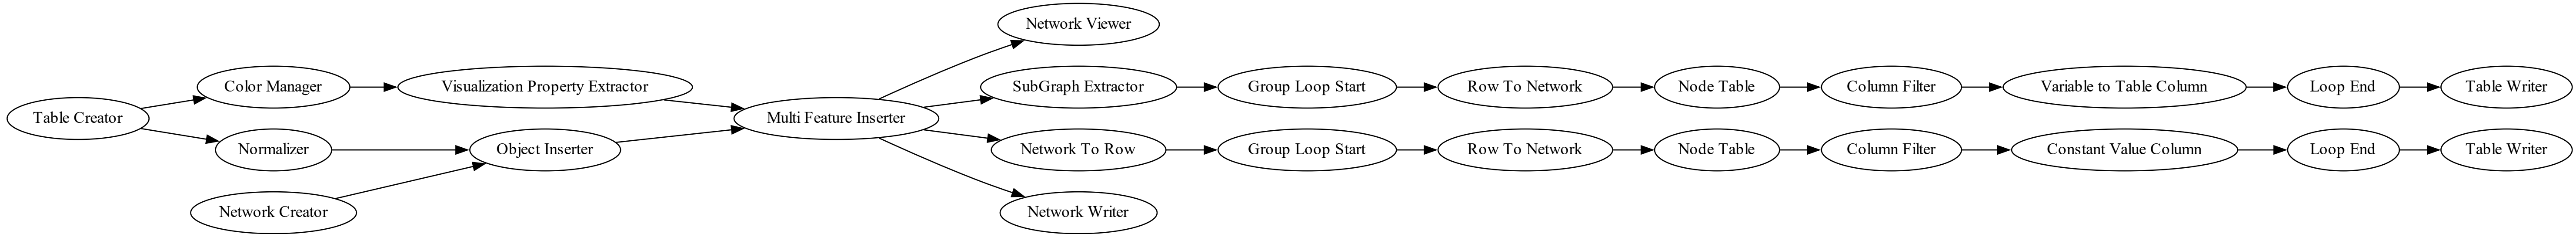 Table Creator
Color Manager
Normalizer
Network Creator
Visualization Property Extractor
Object Inserter
Multi Feature Inserter
Network Viewer
SubGraph Extractor
Group Loop Start
Row To Network
Node Table
Column Filter
Variable to Table Column
Loop End
Table Writer
Network To Row
Group Loop Start
Row To Network
Node Table
Column Filter
Constant Value Column
Loop End
Table Writer
Network Writer